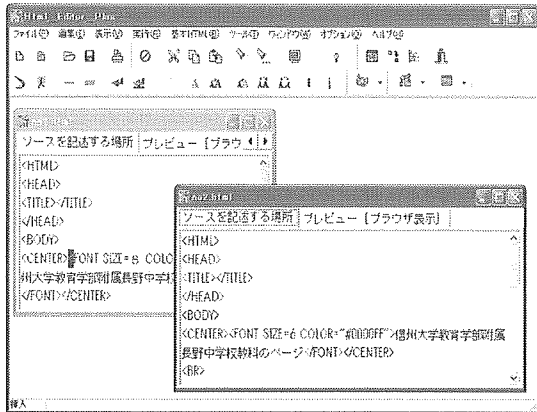 Html Editor Plus
ファイル(F) 編集(E) 表示(V) 実行(R) 基本HTML(B) ツール(T) ウィンドウ(W) オプション(O) ヘルプ(H)
ソースを記述する場所 プレビュー [ブラウ
<HTML>
<HEAD>
<TITLE></TITLE>
</HEAD>
<BODY>
<CENTER><FONT SIZE=8 COLO
州大学教育学部附属長野中学校
</FONT></CENTER>
ソースを記述する場所 プレビュー [ブラウザ表示]
<HTML>
<HEAD>
<TITLE></TITLE>
</HEAD>
<BODY>
<CENTER><FONT SIZE=6 COLOR="#0000FF">信州大学教育学部附属
長野中学校教科のページ</FONT></CENTER>
<BR>
挿入